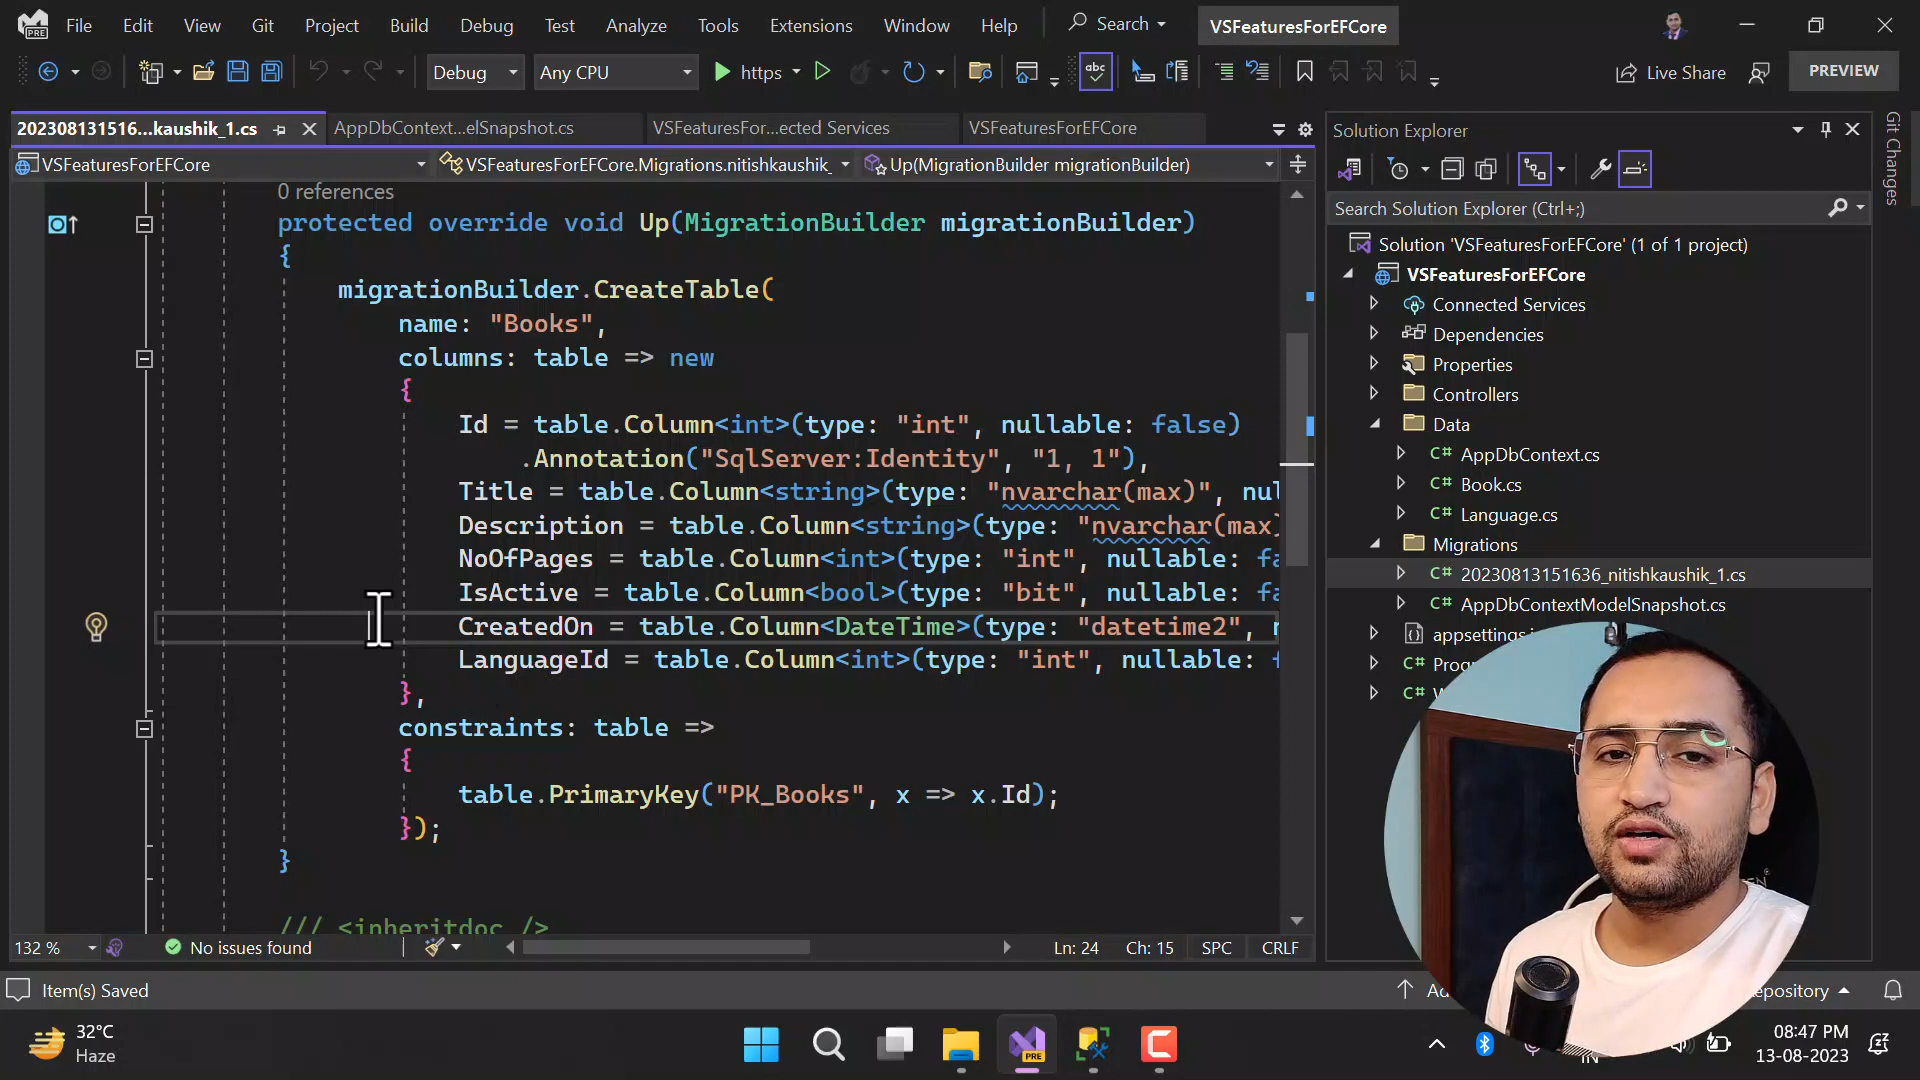 File Edit View Git Project Build Debug Test Analyze Tools Extensions Window Help Search VSFeaturesForEFCore
Debug Any CPU https Live Share PREVIEW
202308131516...kaushik_1.cs AppDbContext...elSnapshot.cs VSFeaturesFor...ected Services VSFeaturesForEFCore
VSFeaturesForEFCore VSFeaturesForEFCore.Migrations.nitishkaushik_ Up(MigrationBuilder migrationBuilder)
0 references
protected override void Up(MigrationBuilder migrationBuilder)
{
migrationBuilder.CreateTable(
name: "Books",
columns: table => new
{
Id = table.Column<int>(type: "int", nullable: false)
.Annotation("SqlServer:Identity", "1, 1"),
Title = table.Column<string>(type: "nvarchar(max)", nul
Description = table.Column<string>(type: "nvarchar(max)
NoOfPages = table.Column<int>(type: "int", nullable: fa
IsActive = table.Column<bool>(type: "bit", nullable: fa
CreatedOn = table.Column<DateTime>(type: "datetime2", n
LanguageId = table.Column<int>(type: "int", nullable: f
},
constraints: table =>
{
table.PrimaryKey("PK_Books", x => x.Id);
});
}
/// <inheritdoc />
132 % No issues found Ln: 24 Ch: 15 SPC CRLF
Solution Explorer
Search Solution Explorer (Ctrl+;)
Solution 'VSFeaturesForEFCore' (1 of 1 project)
VSFeaturesForEFCore
Connected Services
Dependencies
Properties
Controllers
Data
C# AppDbContext.cs
C# Book.cs
C# Language.cs
Migrations
C# 20230813151636_nitishkaushik_1.cs
C# AppDbContextModelSnapshot.cs
appsettings.
C# Prog
C# W
Git Changes
Item(s) Saved
32°C
Haze
PRE
08:47 PM
13-08-2023